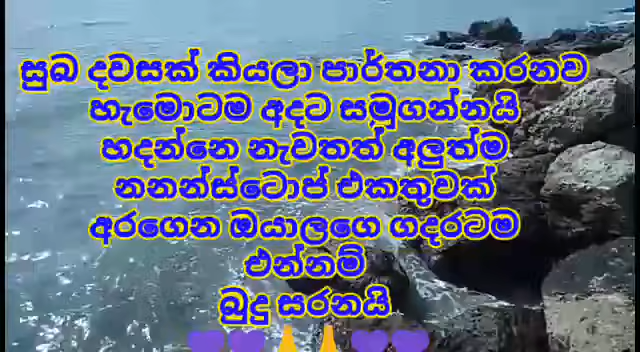 සුබ දවසක් කියලා පාර්තනා කරනව
හැමොටම අදට සමුගන්නයි
හදන්නෙ නැවතත් අලුත්ම
නනන්ස්ටොප් එකතුවක්
අරගෙන ඔයාලගෙ ගදරටම
එන්නම්
බුදු සරනයි
💜💜🙏🙏💜💜